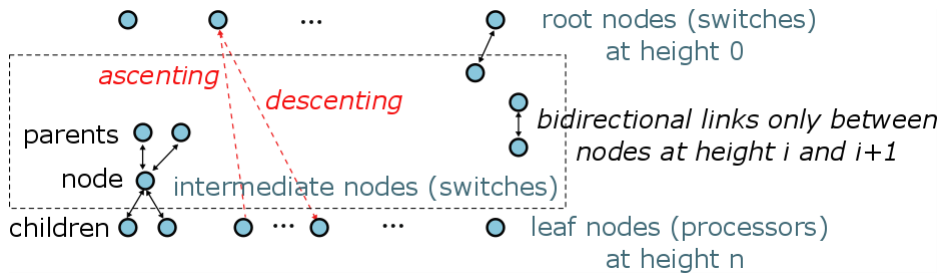 ...
root nodes (switches)
at height 0
ascenting
descenting
parents
bidirectional links only between
nodes at height i and i+1
node
intermediate nodes (switches)
children
...
...
leaf nodes (processors)
at height n